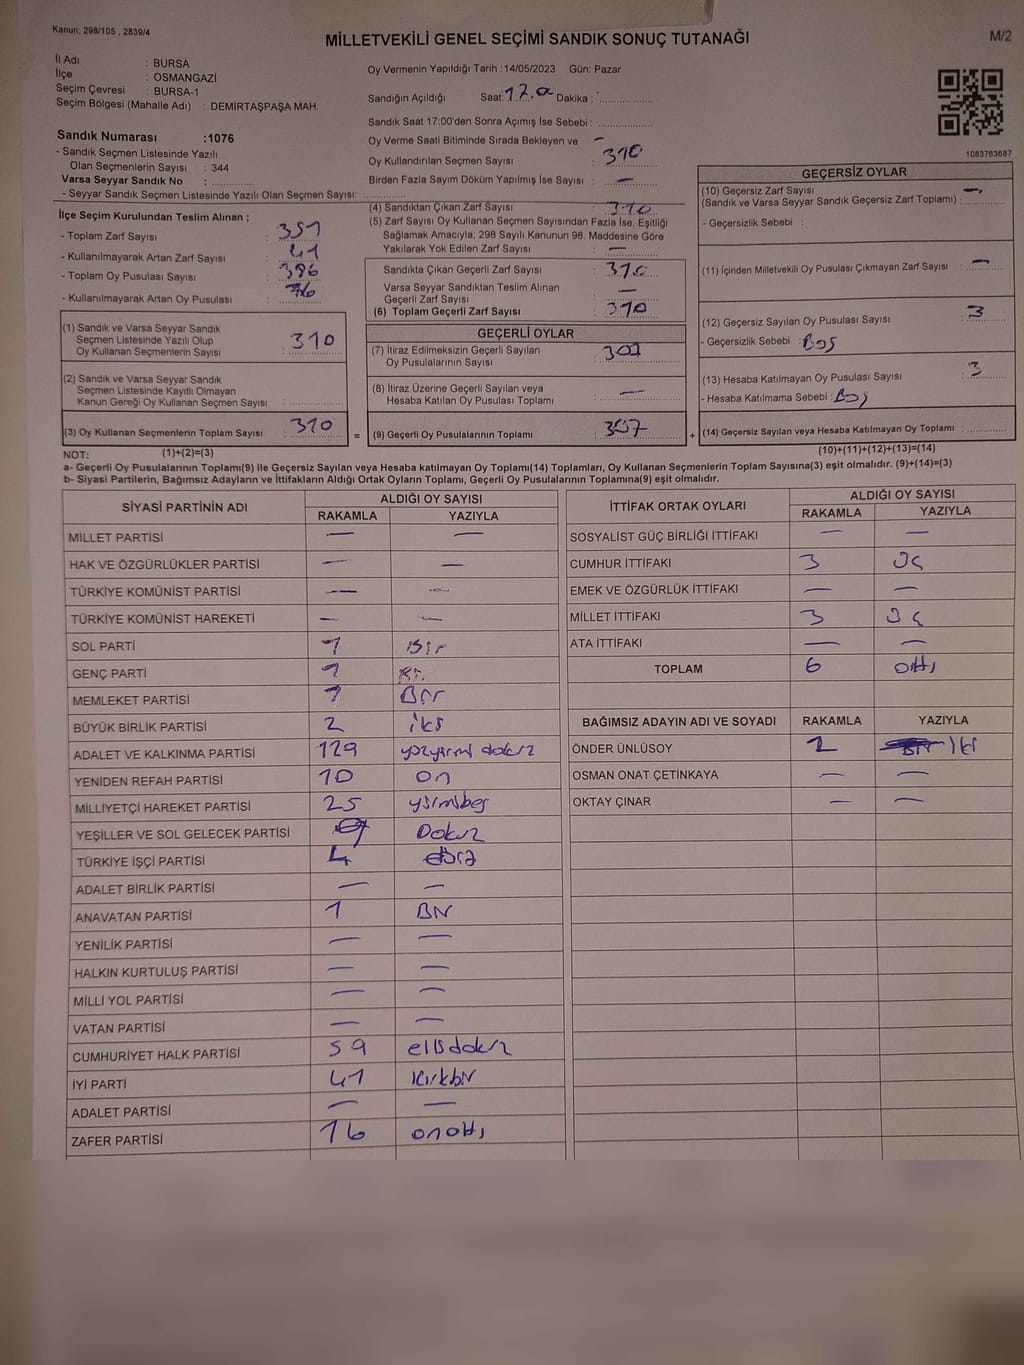 Kanun; 298/105 , 2839/4
MİLLETVEKİLİ GENEL SEÇİMİ SANDIK SONUÇ TUTANAĞI
M/2
İl Adı : BURSA
İlçe : OSMANGAZİ
Seçim Çevresi : BURSA-1
Seçim Bölgesi (Mahalle Adı) : DEMİRTAŞPAŞA MAH.
Oy Vermenin Yapıldığı Tarih :14/05/2023 Gün: Pazar
Sandığın Açıldığı Saat: 17.0 Dakika :
Sandık Saat 17:00'den Sonra Açımış İse Sebebi :
Sandık Numarası :1076
- Sandık Seçmen Listesinde Yazılı
Olan Seçmenlerin Sayısı : 344
Varsa Seyyar Sandık No :
- Seyyar Sandık Seçmen Listesinde Yazılı Olan Seçmen Sayısı:
Oy Verme Saati Bitiminde Sırada Bekleyen ve –
Oy Kullandırılan Seçmen Sayısı : 310
Birden Fazla Sayım Döküm Yapılmış İse Sayısı : —
1083763687
İlçe Seçim Kurulundan Teslim Alınan ;
- Toplam Zarf Sayısı : 351
- Kullanılmayarak Artan Zarf Sayısı : 41
- Toplam Oy Pusulası Sayısı : 386
- Kullanılmayarak Artan Oy Pusulası : 76
(4) Sandıktan Çıkan Zarf Sayısı : 310
(5) Zarf Sayısı Oy Kullanan Seçmen Sayısından Fazla İse, Eşitliği
Sağlamak Amacıyla; 298 Sayılı Kanunun 98. Maddesine Göre
Yakılarak Yok Edilen Zarf Sayısı : —
Sandıkta Çıkan Geçerli Zarf Sayısı : 310
Varsa Seyyar Sandıktan Teslim Alınan
Geçerli Zarf Sayısı : —
(6) Toplam Geçerli Zarf Sayısı : 310
GEÇERSİZ OYLAR
(10) Geçersiz Zarf Sayısı —
(Sandık ve Varsa Seyyar Sandık Geçersiz Zarf Toplamı) :
- Geçersizlik Sebebi :
(11) İçinden Milletvekili Oy Pusulası Çıkmayan Zarf Sayısı : —
(12) Geçersiz Sayılan Oy Pusulası Sayısı : 3
- Geçersizlik Sebebi : Boş
(13) Hesaba Katılmayan Oy Pusulası Sayısı : 3
- Hesaba Katılmama Sebebi : Boş
(14) Geçersiz Sayılan veya Hesaba Katılmayan Oy Toplamı :
(10)+(11)+(12)+(13)=(14)
(1) Sandık ve Varsa Seyyar Sandık
Seçmen Listesinde Yazılı Olup
Oy Kullanan Seçmenlerin Sayısı : 310
(2) Sandık ve Varsa Seyyar Sandık
Seçmen Listesinde Kayıtlı Olmayan
Kanun Gereği Oy Kullanan Seçmen Sayısı :
(3) Oy Kullanan Seçmenlerin Toplam Sayısı : 310
(1)+(2)=(3)
GEÇERLİ OYLAR
(7) İtiraz Edilmeksizin Geçerli Sayılan
Oy Pusulalarının Sayısı : 307
(8) İtiraz Üzerine Geçerli Sayılan veya
Hesaba Katılan Oy Pusulası Toplamı : —
= (9) Geçerli Oy Pusulalarının Toplamı : 307 +
NOT:
a- Geçerli Oy Pusulalarının Toplamı(9) ile Geçersiz Sayılan veya Hesaba katılmayan Oy Toplamı(14) Toplamları, Oy Kullanan Seçmenlerin Toplam Sayısına(3) eşit olmalıdır. (9)+(14)=(3)
b- Siyasi Partilerin, Bağımsız Adayların ve İttifakların Aldığı Ortak Oyların Toplamı, Geçerli Oy Pusulalarının Toplamına(9) eşit olmalıdır.
SİYASİ PARTİNİN ADI ALDIĞI OY SAYISI
RAKAMLA YAZIYLA
MİLLET PARTİSİ — —
HAK VE ÖZGÜRLÜKLER PARTİSİ — —
TÜRKİYE KOMÜNİST PARTİSİ — —
TÜRKİYE KOMÜNİST HAREKETİ — —
SOL PARTİ 1 Bir
GENÇ PARTİ 1 Bir
MEMLEKET PARTİSİ 1 Bir
BÜYÜK BİRLİK PARTİSİ 2 iki
ADALET VE KALKINMA PARTİSİ 129 yüzyirmi dokuz
YENİDEN REFAH PARTİSİ 10 On
MİLLİYETÇİ HAREKET PARTİSİ 25 yirmibeş
YEŞİLLER VE SOL GELECEK PARTİSİ 9 Dokuz
TÜRKİYE İŞÇİ PARTİSİ 4
ADALET BİRLİK PARTİSİ — —
ANAVATAN PARTİSİ 1 Bir
YENİLİK PARTİSİ — —
HALKIN KURTULUŞ PARTİSİ — —
MİLLİ YOL PARTİSİ — —
VATAN PARTİSİ — —
CUMHURİYET HALK PARTİSİ 59 ellidokuz
İYİ PARTİ 41 kırkbir
ADALET PARTİSİ — —
ZAFER PARTİSİ 16 onaltı
İTTİFAK ORTAK OYLARI ALDIĞI OY SAYISI
RAKAMLA YAZIYLA
SOSYALİST GÜÇ BİRLİĞİ İTTİFAKI — —
CUMHUR İTTİFAKI 3 Üç
EMEK VE ÖZGÜRLÜK İTTİFAKI — —
MİLLET İTTİFAKI 3 Üç
ATA İTTİFAKI — —
TOPLAM 6 altı
BAĞIMSIZ ADAYIN ADI VE SOYADI RAKAMLA YAZIYLA
ÖNDER ÜNLÜSOY 2 iki
OSMAN ONAT ÇETİNKAYA — —
OKTAY ÇINAR — —